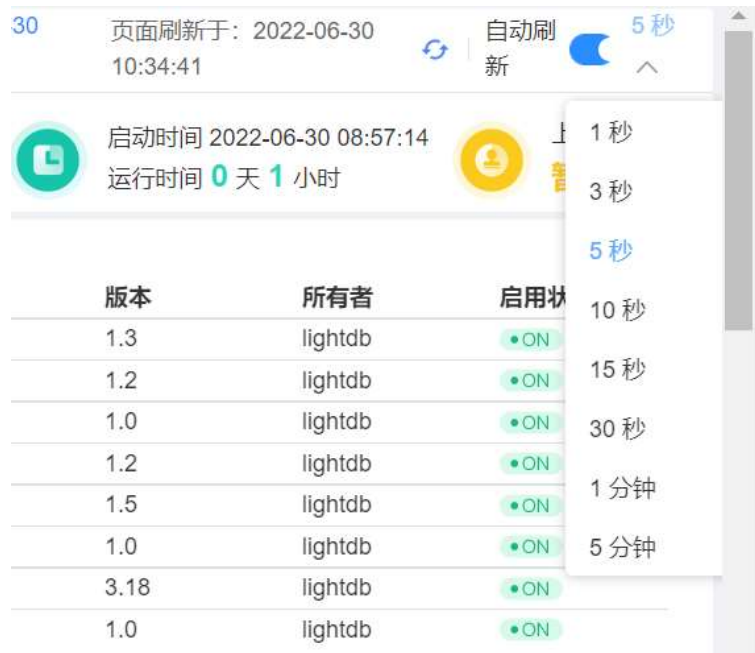 30
页面刷新于：2022-06-30
10:34:41
自动刷
新
5 秒
启动时间 2022-06-30 08:57:14
运行时间 0 天 1 小时
上
1 秒
3 秒
5 秒
10 秒
15 秒
30 秒
1 分钟
5 分钟
版本 所有者 启用状
1.3 lightdb ON
1.2 lightdb ON
1.0 lightdb ON
1.2 lightdb ON
1.5 lightdb ON
1.0 lightdb ON
3.18 lightdb ON
1.0 lightdb ON